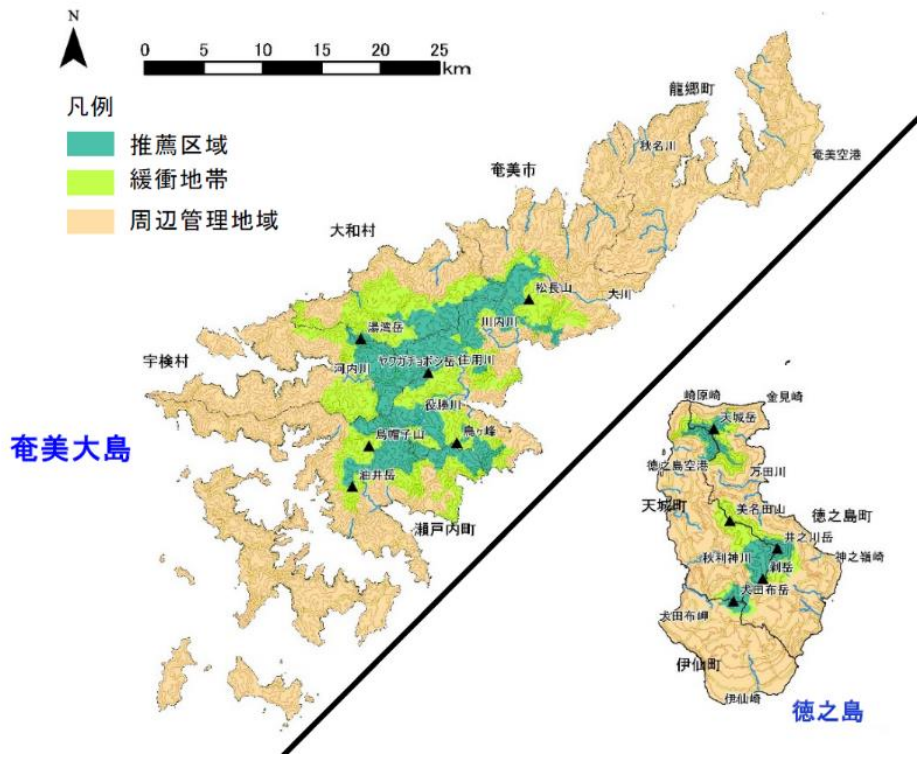 N
0 5 10 15 20 25
km
凡例
推薦区域
緩衝地帯
周辺管理地域
龍郷町
秋名川
奄美空港
奄美市
大和村
松長山
大川
湯湾岳
川内川
宇検村
河内川
ヤワガチョボシ岳
住用川
役勝川
烏帽子山
鳥ヶ峰
油井岳
瀬戸内町
奄美大島
崎原崎
金見崎
天城岳
徳之島空港
万田川
天城町
美名田山
徳之島町
井之川岳
秋利神川
神之嶺崎
剥岳
犬田布岳
犬田布岬
伊仙町
伊仙崎
徳之島